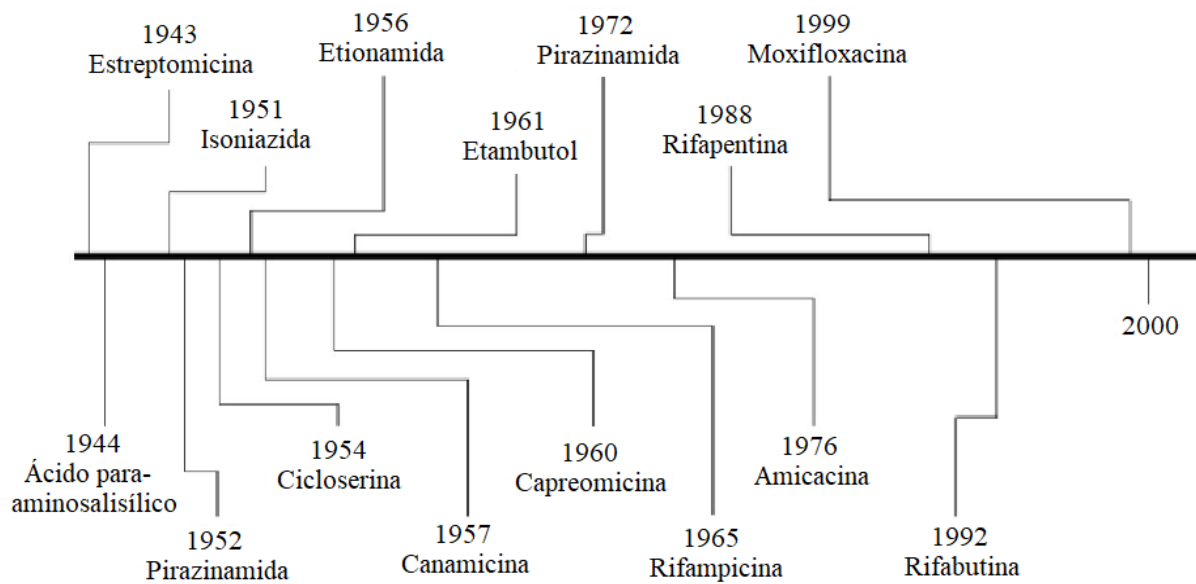 1943
Estreptomicina
1956
Etionamida
1972
Pirazinamida
1999
Moxifloxacina
1951
Isoniazida
1961
Etambutol
1988
Rifapentina
2000
1944
Ácido para-
aminosalisílico
1954
Cicloserina
1960
Capreomicina
1976
Amicacina
1952
Pirazinamida
1957
Canamicina
1965
Rifampicina
1992
Rifabutina